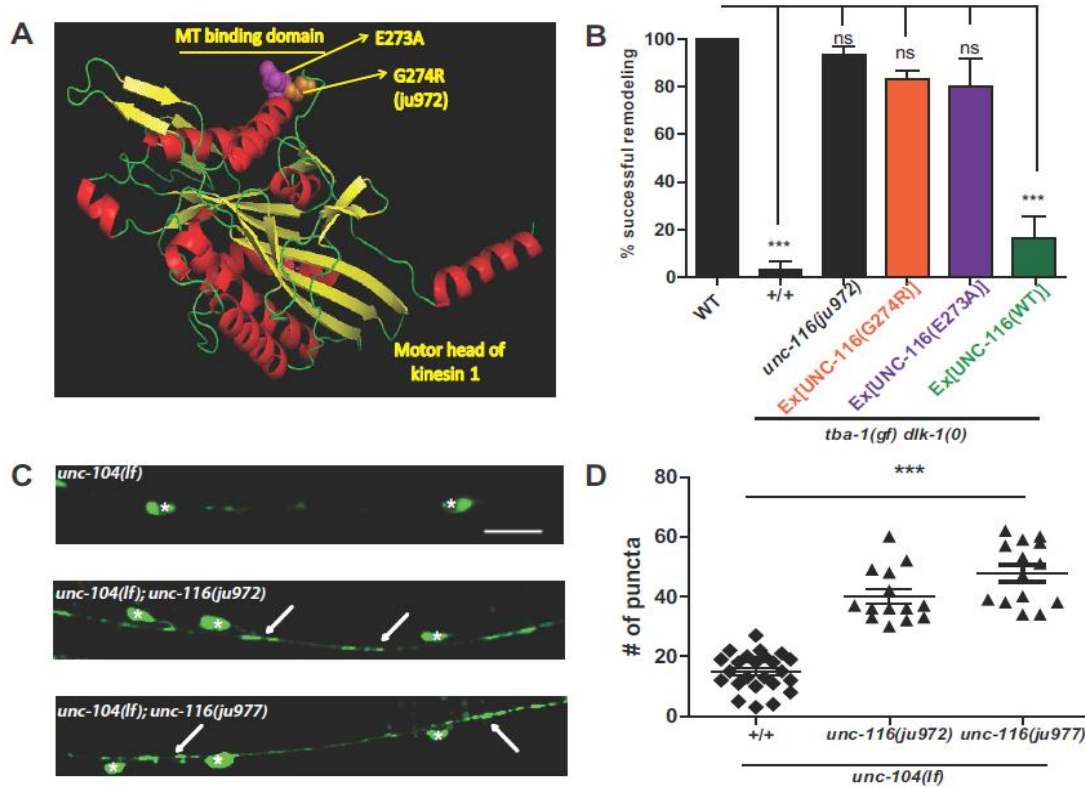 A
MT binding domain
E273A
G274R
(ju972)
Motor head of
kinesin 1
B
% successful remodeling
100
80
60
40
20
0
***
ns
ns
ns
***
WT
+/+
unc-116(ju972)
Ex[UNC-116(G274R)]
Ex[UNC-116(E273A)]
Ex[UNC-116(WT)]
tba-1(gf) dlk-1(0)
C
unc-104(lf)
* *
unc-104(lf); unc-116(ju972)
* * *
unc-104(lf); unc-116(ju977)
* * *
D
# of puncta
80
60
40
20
0
***
+/+
unc-116(ju972)
unc-116(ju977)
unc-104(lf)